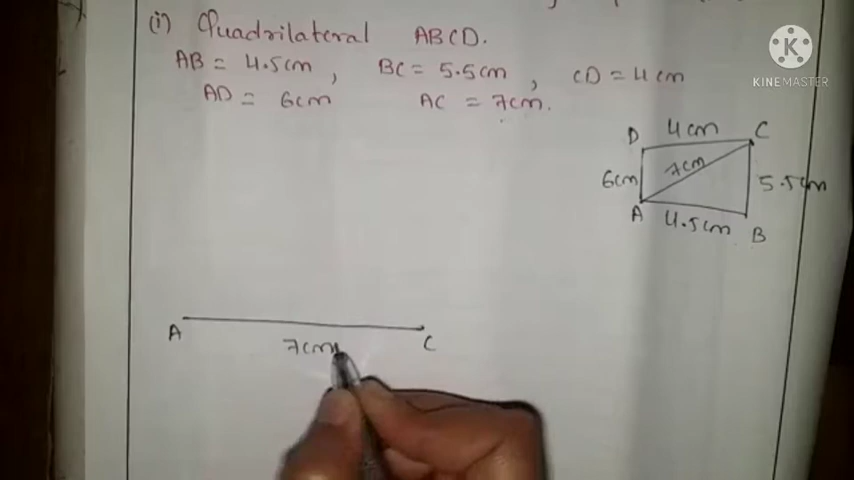 (i) Quadrilateral ABCD.
AB = 4.5cm, BC = 5.5cm, CD = 4cm
AD = 6cm AC = 7cm.
K
KINEMASTER
D 4cm C
6cm 7cm 5.5cm
A 4.5cm B
A 7cm C